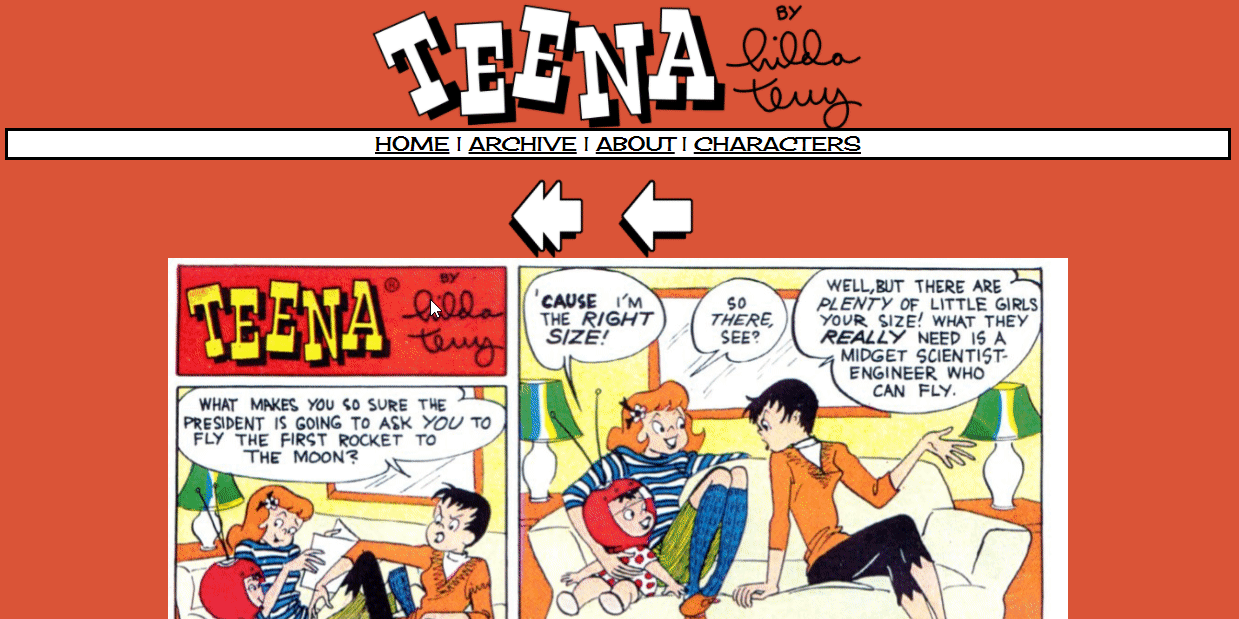 TEENA
BY
hilda
terry
HOME | ARCHIVE | ABOUT | CHARACTERS
TEENA®
BY
hilda
terry
WHAT MAKES YOU SO SURE THE
PRESIDENT IS GOING TO ASK YOU TO
FLY THE FIRST ROCKET TO
THE MOON?
'CAUSE I'M
THE RIGHT
SIZE!
SO
THERE,
SEE?
WELL, BUT THERE ARE
PLENTY OF LITTLE GIRLS
YOUR SIZE! WHAT THEY
REALLY NEED IS A
MIDGET SCIENTIST-
ENGINEER WHO
CAN FLY.